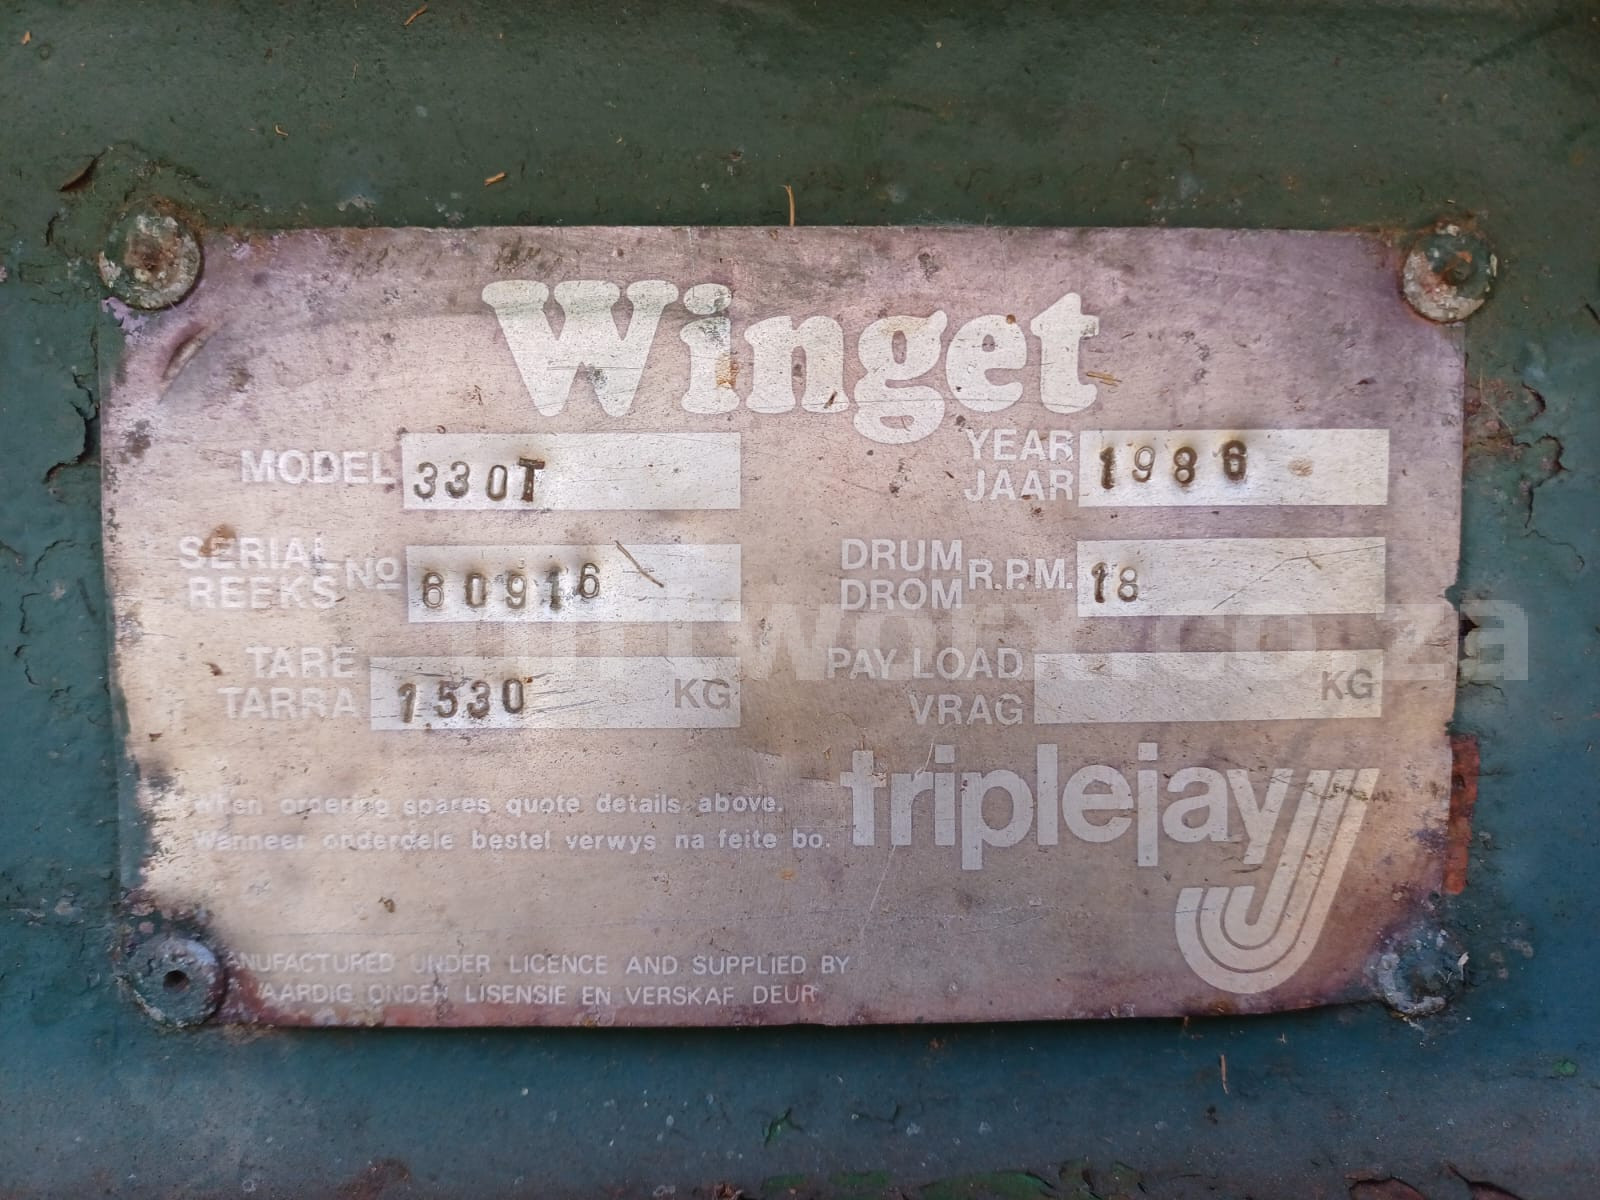 Winget
MODEL 330T
YEAR 1986
JAAR
SERIAL No 60916
REEKS
DRUM R.P.M. 18
DROM
TARE 1530 KG
TARRA
PAY LOAD KG
VRAG
When ordering spares quote details above.
Wanneer onderdele bestel verwys na feite bo.
triplejay
ANUFACTURED UNDER LICENCE AND SUPPLIED BY
VAARDIG ONDER LISENSIE EN VERSKAF DEUR